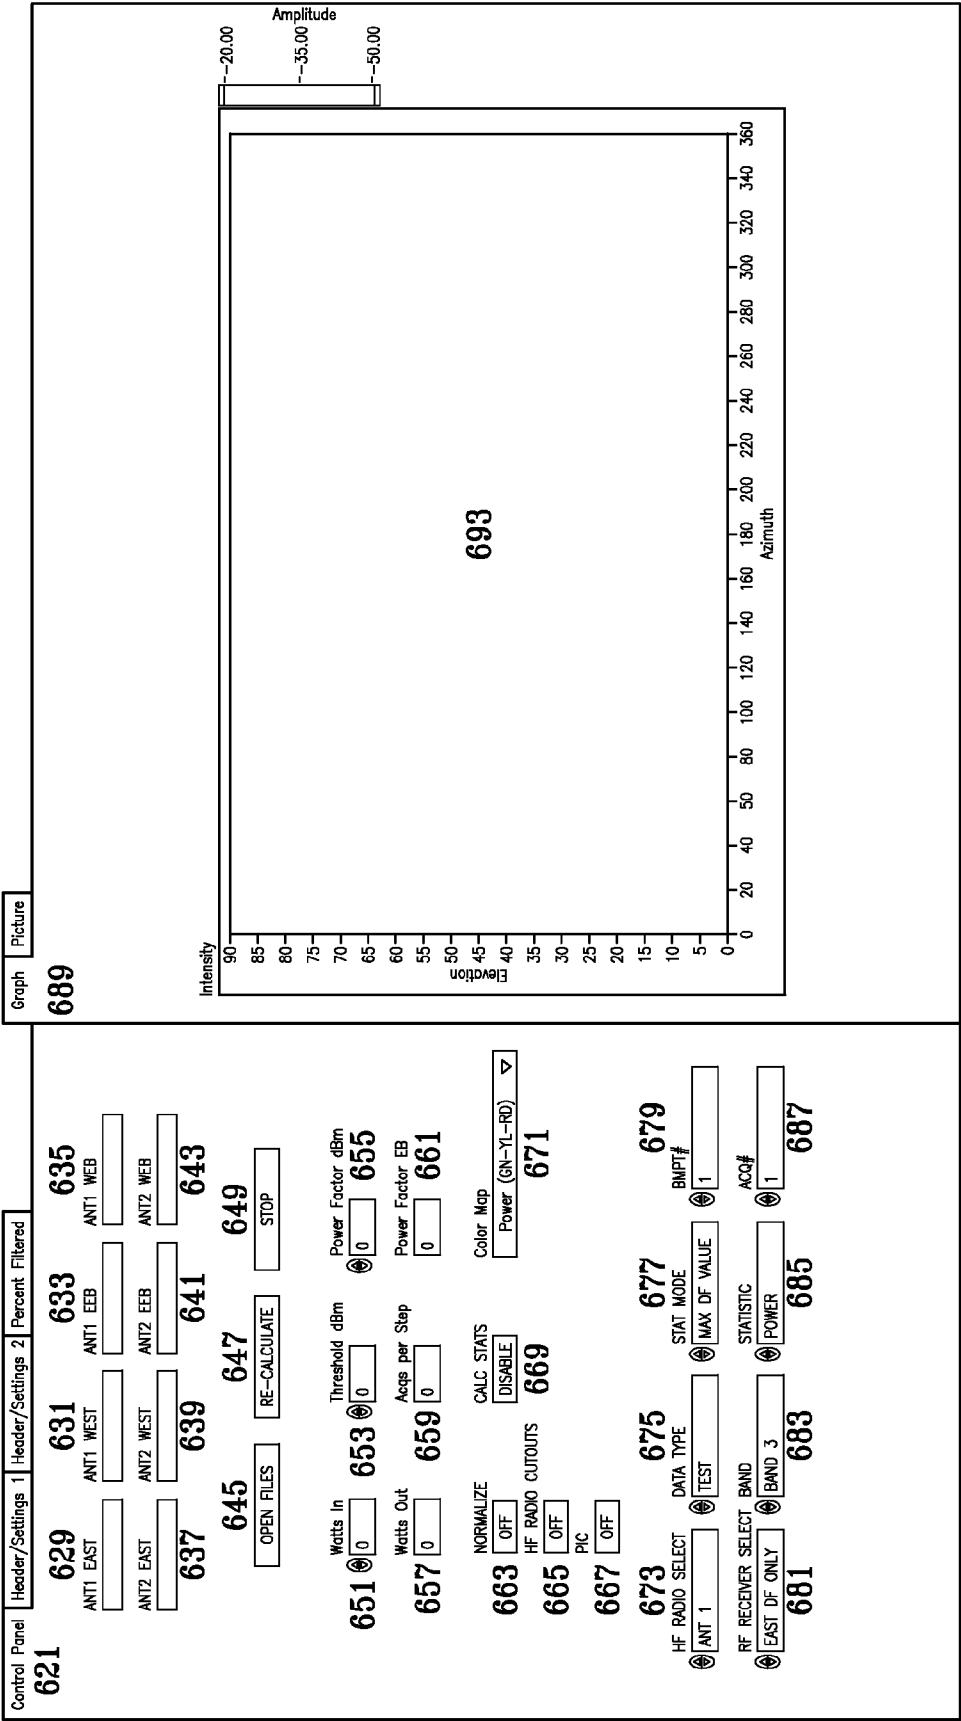 Control Panel
Header/Settings 1
Header/Settings 2
Percent Filtered
621
629
631
633
635
ANT1 EAST
ANT1 WEST
ANT1 EEB
ANT1 WEB
ANT2 EAST
ANT2 WEST
ANT2 EEB
ANT2 WEB
637
639
641
643
645
647
649
OPEN FILES
RE-CALCULATE
STOP
Watts In
Threshold dBm
Power Factor dBm
651
0
653
0
0
655
Watts Out
Acqs per Step
Power Factor EB
657
0
659
0
0
661
NORMALIZE
CALC STATS
Color Map
663
OFF
DISABLE
Power (GN-YL-RD)
HF RADIO CUTOUTS
669
671
665
OFF
PIC
667
OFF
673
675
677
679
HF RADIO SELECT
DATA TYPE
STAT MODE
BMPT#
ANT 1
TEST
MAX DF VALUE
1
RF RECEIVER SELECT
BAND
STATISTIC
ACQ#
EAST DF ONLY
BAND 3
POWER
1
681
683
685
687
Graph
Picture
689
Intensity
Amplitude
-20.00
-35.00
-50.00
90
85
75
70
65
55
50
45
40
35
30
25
15
10
5
0
Elevation
693
0
20
40
50
80
100
120
140
160
180
200
220
240
260
280
300
320
340
360
Azimuth